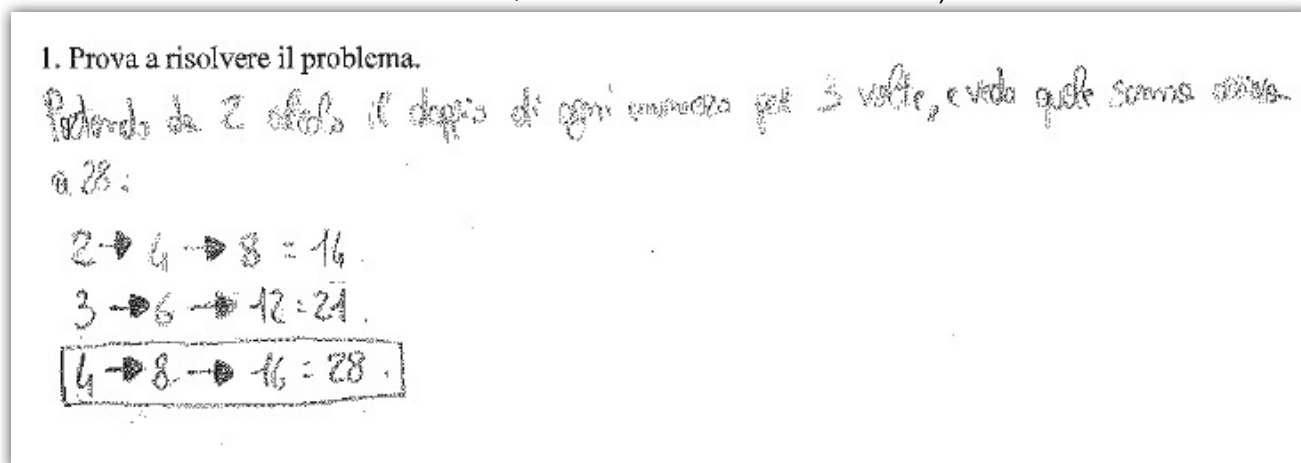 1. Prova a risolvere il problema.
Partendo da 2 calcolo il doppio di ogni numero per 3 volte, e vedo quale somma arriva
a 28:
2 → 4 → 8 = 14.
3 → 6 → 12 = 21.
4 → 8 → 16 = 28.